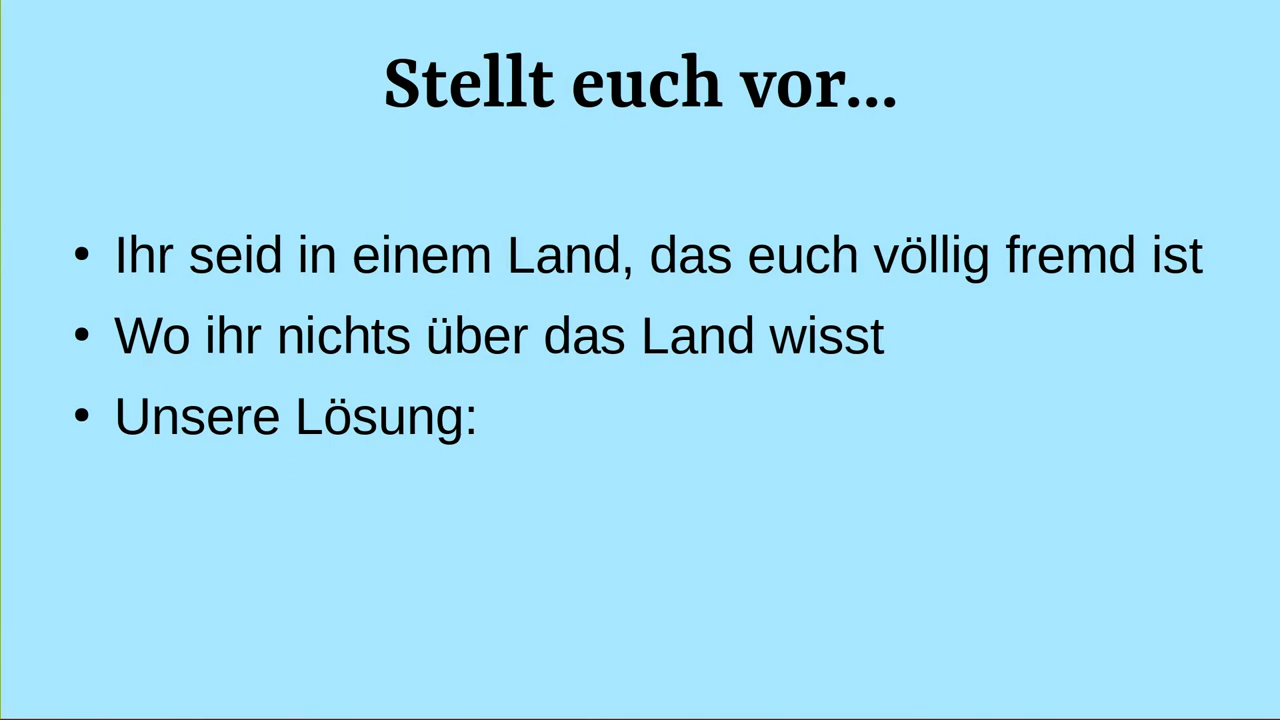 Stellt euch vor...
• Ihr seid in einem Land, das euch völlig fremd ist
• Wo ihr nichts über das Land wisst
• Unsere Lösung: